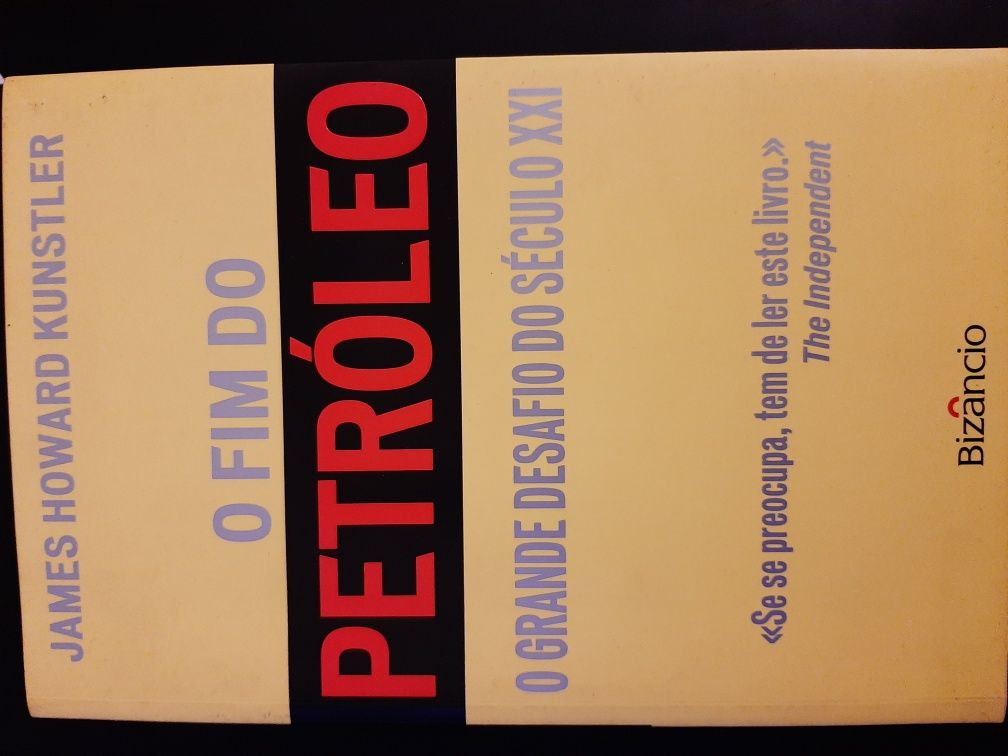 JAMES HOWARD KUNSTLER
O FIM DO
PETRÓLEO
O GRANDE DESAFIO DO SÉCULO XXI
«Se se preocupa, tem de ler este livro.»
The Independent
Bizâncio